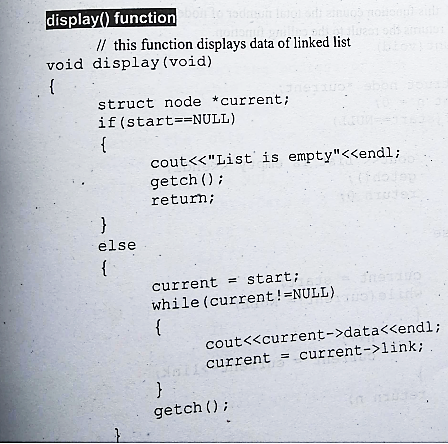 display() function
// this function displays data of linked list
void display(void)
{
struct node *current;
if(start==NULL)
{
cout<<"List is empty"<<endl;
getch();
return;
}
else
{
current = start;
while(current!=NULL)
{
cout<<current->data<<endl;
current = current->link;
}
getch();
}